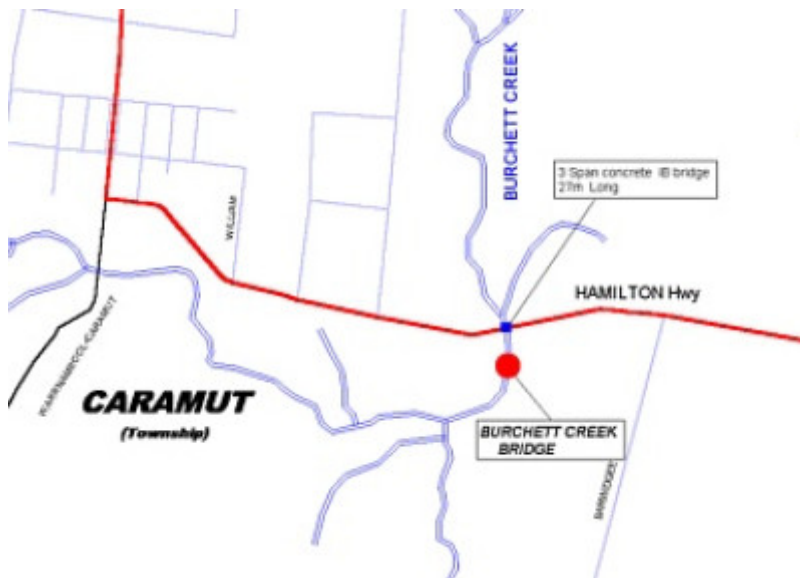 BURCHETT CREEK
3 Span concrete IB bridge
27m Long
WILLIAM
HAMILTON Hwy
WARRNAMBOOL-CARAMUT
CARAMUT
(Township)
BURCHETT CREEK
BRIDGE